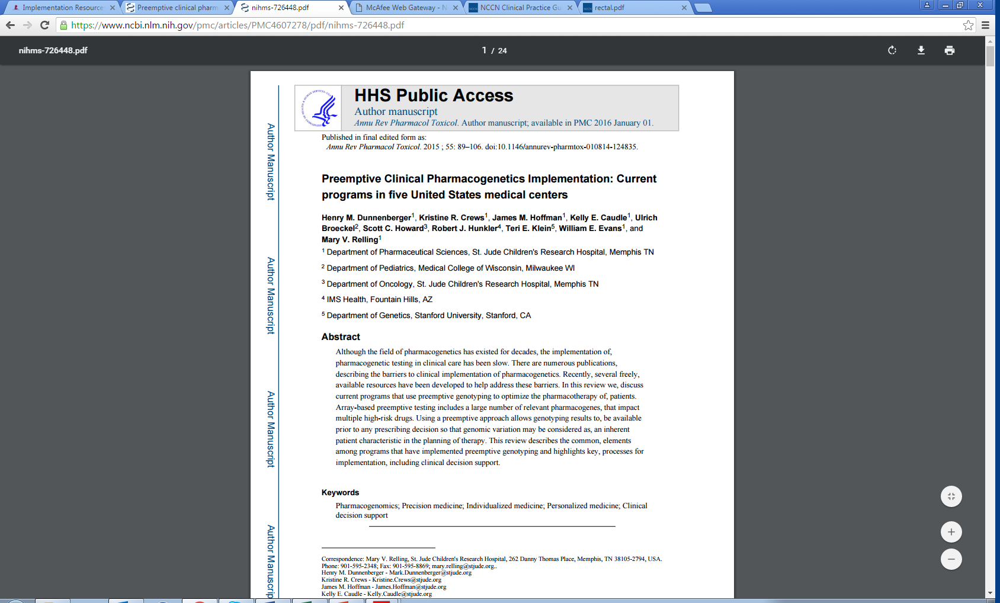 Implementation Resource
Preemptive clinical pharm
nihms-726448.pdf
McAfee Web Gateway - N
NCCN Clinical Practice Gu
rectal.pdf
https://www.ncbi.nlm.nih.gov/pmc/articles/PMC4607278/pdf/nihms-726448.pdf
nihms-726448.pdf
1 / 24
HHS Public Access
Author manuscript
Annu Rev Pharmacol Toxicol. Author manuscript; available in PMC 2016 January 01.
Published in final edited form as:
Annu Rev Pharmacol Toxicol. 2015 ; 55: 89–106. doi:10.1146/annurev-pharmtox-010814-124835.
Preemptive Clinical Pharmacogenetics Implementation: Current
programs in five United States medical centers
Henry M. Dunnenberger1, Kristine R. Crews1, James M. Hoffman1, Kelly E. Caudle1, Ulrich
Broeckel2, Scott C. Howard3, Robert J. Hunkler4, Teri E. Klein5, William E. Evans1, and
Mary V. Relling1
1 Department of Pharmaceutical Sciences, St. Jude Children's Research Hospital, Memphis TN
2 Department of Pediatrics, Medical College of Wisconsin, Milwaukee WI
3 Department of Oncology, St. Jude Children's Research Hospital, Memphis TN
4 IMS Health, Fountain Hills, AZ
5 Department of Genetics, Stanford University, Stanford, CA
Abstract
Although the field of pharmacogenetics has existed for decades, the implementation of,
pharmacogenetic testing in clinical care has been slow. There are numerous publications,
describing the barriers to clinical implementation of pharmacogenetics. Recently, several freely,
available resources have been developed to help address these barriers. In this review we, discuss
current programs that use preemptive genotyping to optimize the pharmacotherapy of, patients.
Array-based preemptive testing includes a large number of relevant pharmacogenes, that impact
multiple high-risk drugs. Using a preemptive approach allows genotyping results to, be available
prior to any prescribing decision so that genomic variation may be considered as, an inherent
patient characteristic in the planning of therapy. This review describes the common, elements
among programs that have implemented preemptive genotyping and highlights key, processes for
implementation, including clinical decision support.
Keywords
Pharmacogenomics; Precision medicine; Individualized medicine; Personalized medicine; Clinical
decision support
Correspondence: Mary V. Relling, St. Jude Children's Research Hospital, 262 Danny Thomas Place, Memphis, TN 38105-2794, USA.
Phone: 901-595-2348; Fax: 901-595-8869; mary.relling@stjude.org..
Henry M. Dunnenberger - Mark.Dunnenberger@stjude.org
Kristine R. Crews - Kristine.Crews@stjude.org
James M. Hoffman - James.Hoffman@stjude.org
Kelly E. Caudle - Kelly.Caudle@stjude.org
Author Manuscript
Author Manuscript
Author Manuscript
Author Manuscrip